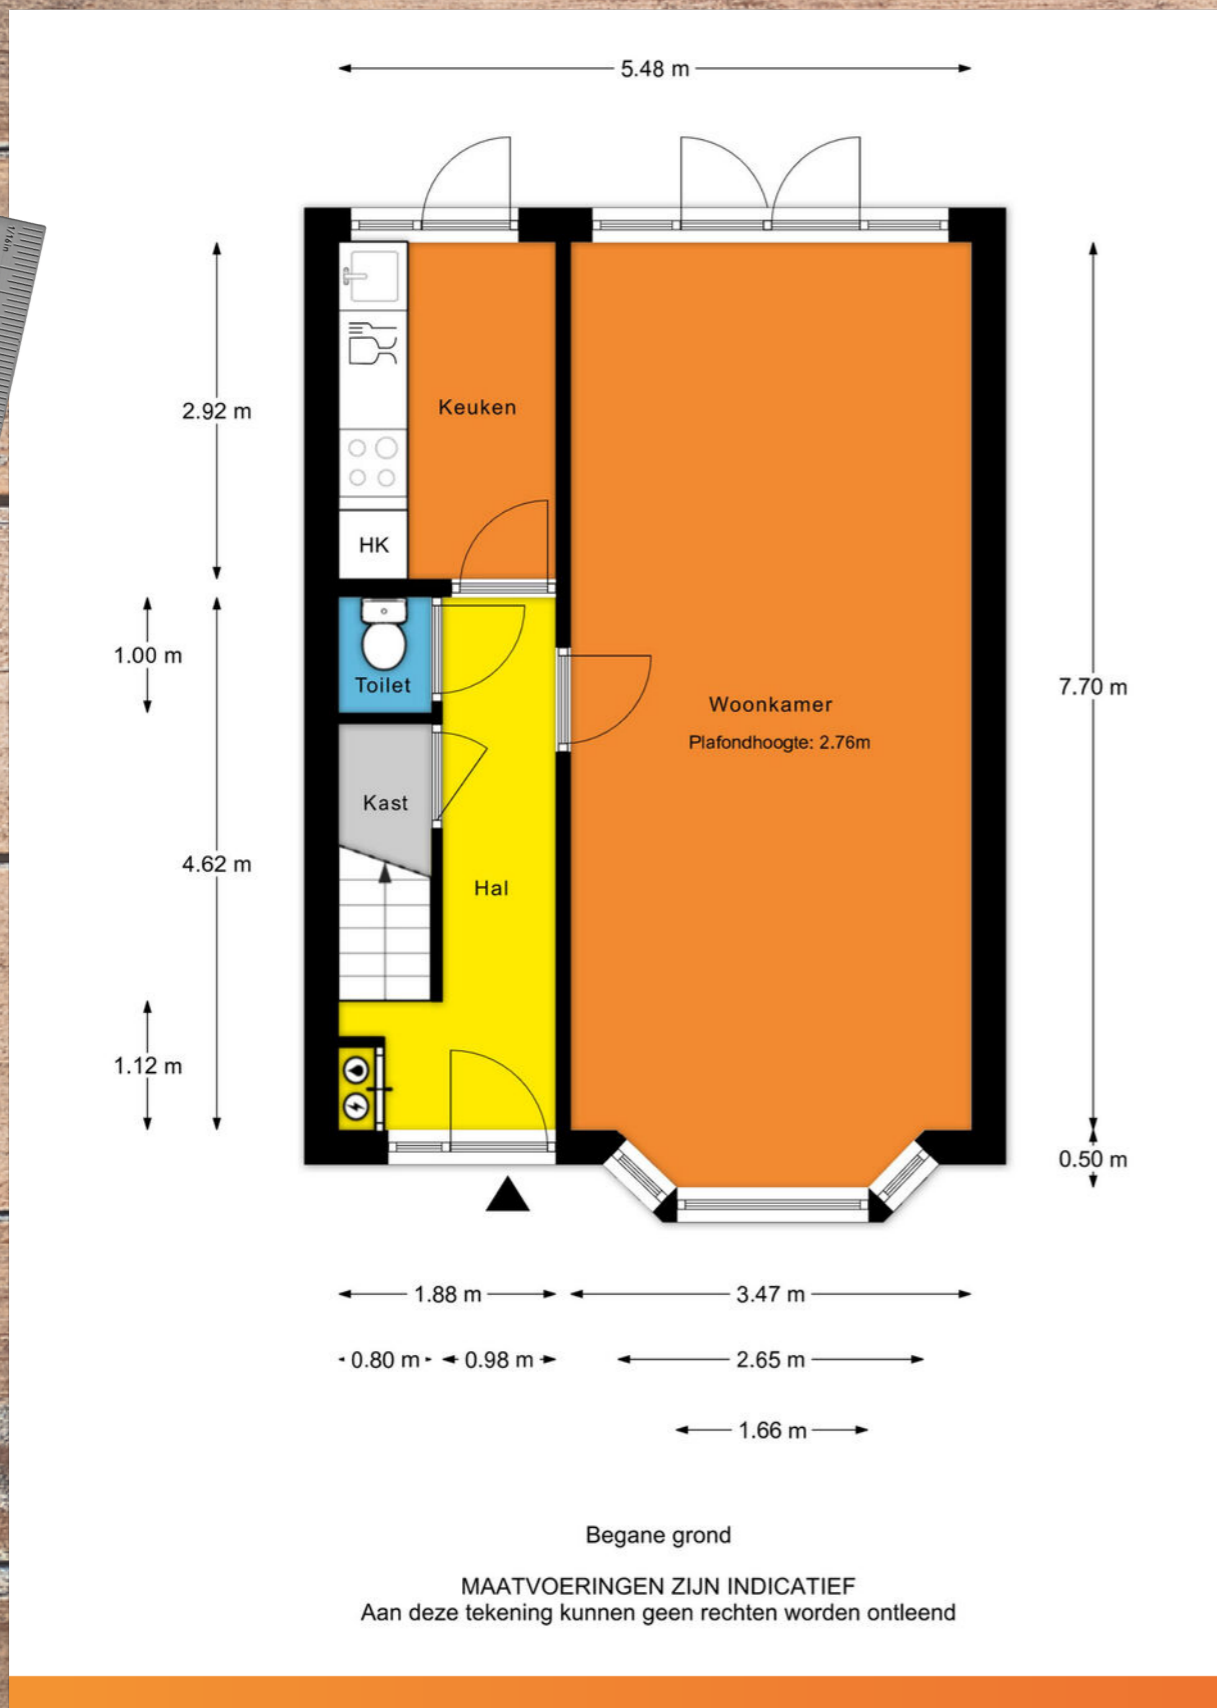 5.48 m
1/16in
2.92 m
Keuken
HK
1.00 m
Toilet
7.70 m
Woonkamer
Plafondhoogte: 2.76m
Kast
4.62 m
Hal
1.12 m
0.50 m
1.88 m
3.47 m
0.80 m
0.98 m
2.65 m
1.66 m
Begane grond
MAATVOERINGEN ZIJN INDICATIEF
Aan deze tekening kunnen geen rechten worden ontleend